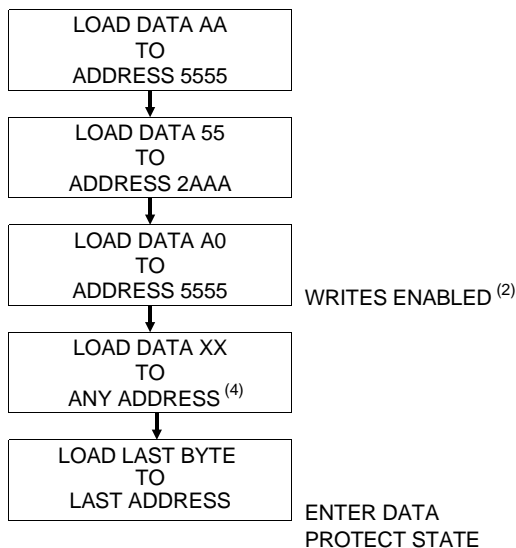 LOAD DATA AA
TO
ADDRESS 5555
LOAD DATA 55
TO
ADDRESS 2AAA
LOAD DATA A0
TO
ADDRESS 5555
WRITES ENABLED (2)
LOAD DATA XX
TO
ANY ADDRESS (4)
LOAD LAST BYTE
TO
LAST ADDRESS
ENTER DATA
PROTECT STATE